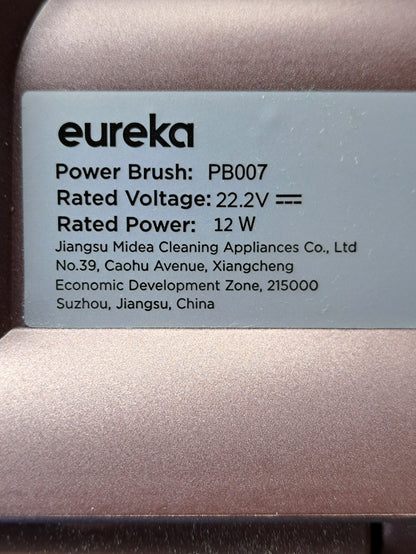 eureka
Power Brush: PB007
Rated Voltage: 22.2V ⎓
Rated Power: 12 W
Jiangsu Midea Cleaning Appliances Co., Ltd
No.39, Caohu Avenue, Xiangcheng
Economic Development Zone, 215000
Suzhou, Jiangsu, China